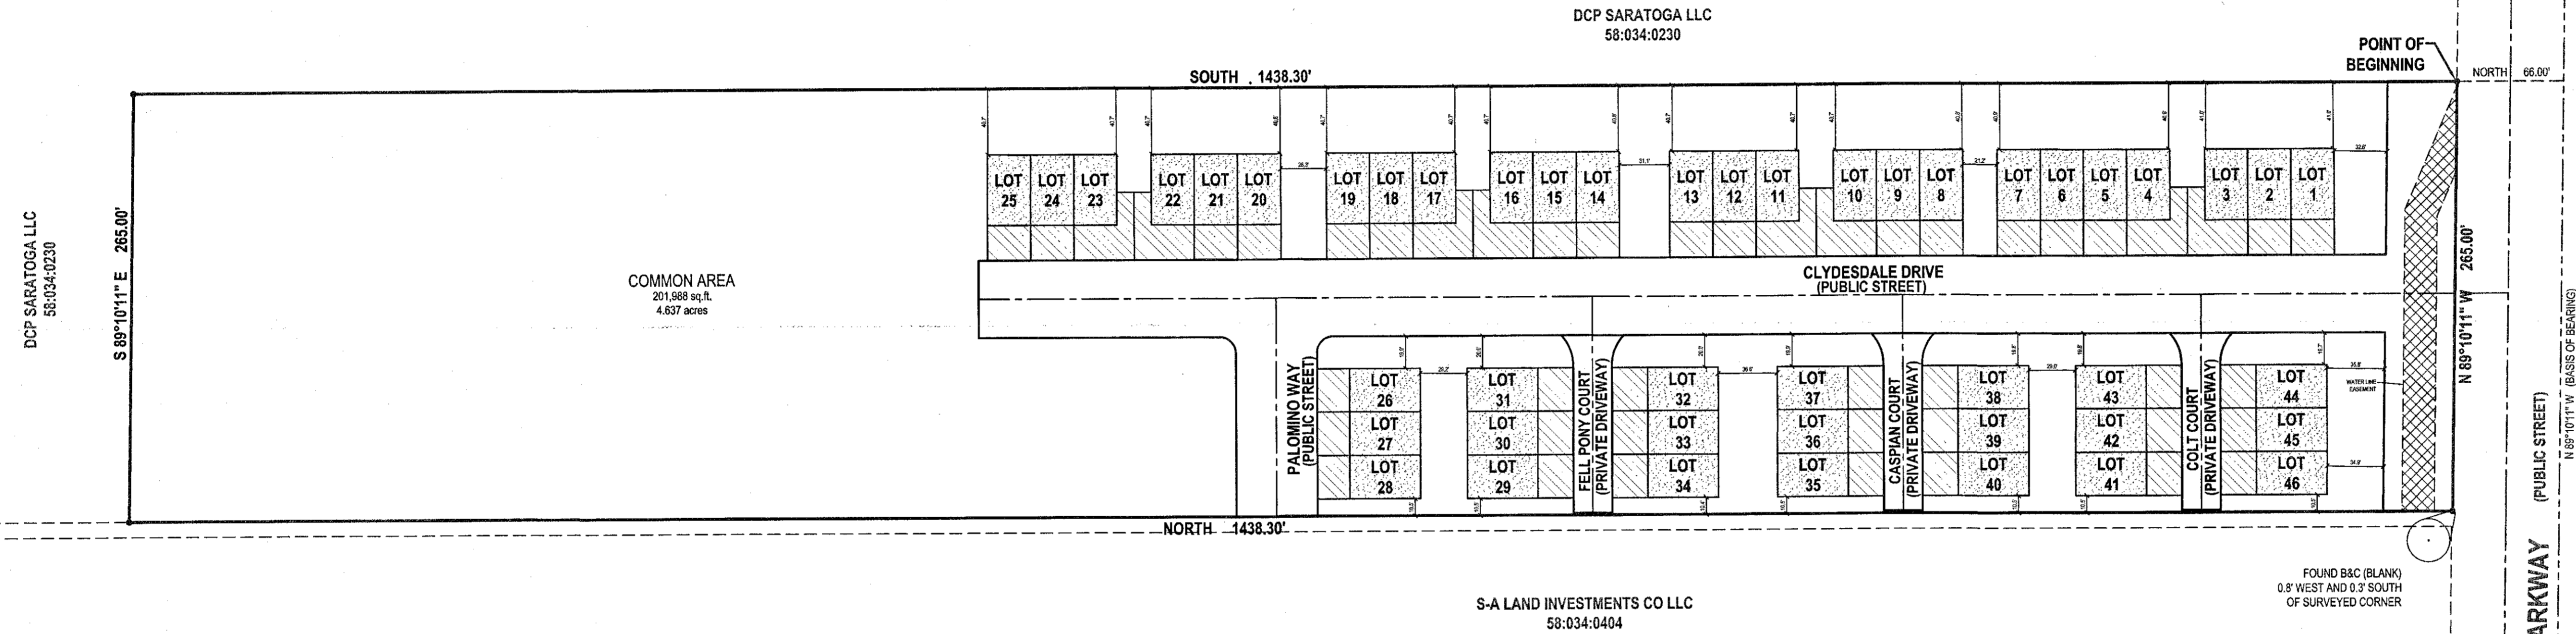 DCP SARATOGA LLC
58:034:0230
POINT OF
BEGINNING
NORTH 66.00'
SOUTH . 1438.30'
DCP SARATOGA LLC
58:034:0230
S 89°10'11" E 265.00'
COMMON AREA
201,988 sq.ft.
4.637 acres
LOT
25
LOT
24
LOT
23
LOT
22
LOT
21
LOT
20
LOT
19
LOT
18
LOT
17
LOT
16
LOT
15
LOT
14
LOT
13
LOT
12
LOT
11
LOT
10
LOT
9
LOT
8
LOT
7
LOT
6
LOT
5
LOT
4
LOT
3
LOT
2
LOT
1
31.1'
21.2'
32.6'
CLYDESDALE DRIVE
(PUBLIC STREET)
PALOMINO WAY
(PUBLIC STREET)
LOT
26
LOT
27
LOT
28
LOT
31
LOT
30
LOT
29
FELL PONY COURT
(PRIVATE DRIVEWAY)
LOT
32
LOT
33
LOT
34
LOT
37
LOT
36
LOT
35
CASPIAN COURT
(PRIVATE DRIVEWAY)
LOT
38
LOT
39
LOT
40
LOT
43
LOT
42
LOT
41
COLT COURT
(PRIVATE DRIVEWAY)
LOT
44
LOT
45
LOT
46
WATER LINE
EASEMENT
N 89°10'11" W 265.00'
N 89°10'11" W (BASIS OF BEARING)
(PUBLIC STREET)
ARKWAY
NORTH 1438.30'
FOUND B&C (BLANK)
0.8' WEST AND 0.3' SOUTH
OF SURVEYED CORNER
S-A LAND INVESTMENTS CO LLC
58:034:0404